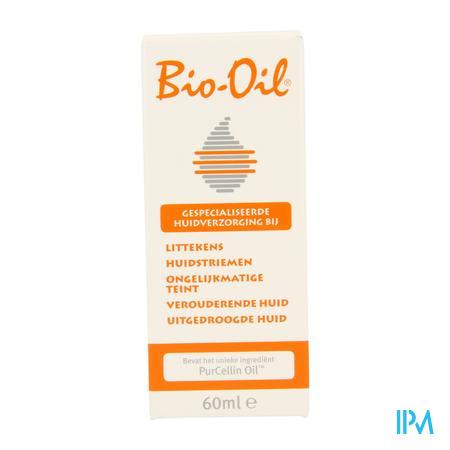 Bio-Oil®
GESPECIALISEERDE
HUIDVERZORGING BIJ
LITTEKENS
HUIDSTRIEMEN
ONGELIJKMATIGE
TEINT
VEROUDERENDE HUID
UITGEDROOGDE HUID
Bevat het unieke ingrediënt
PurCellin Oil™
60ml ℮
IPM